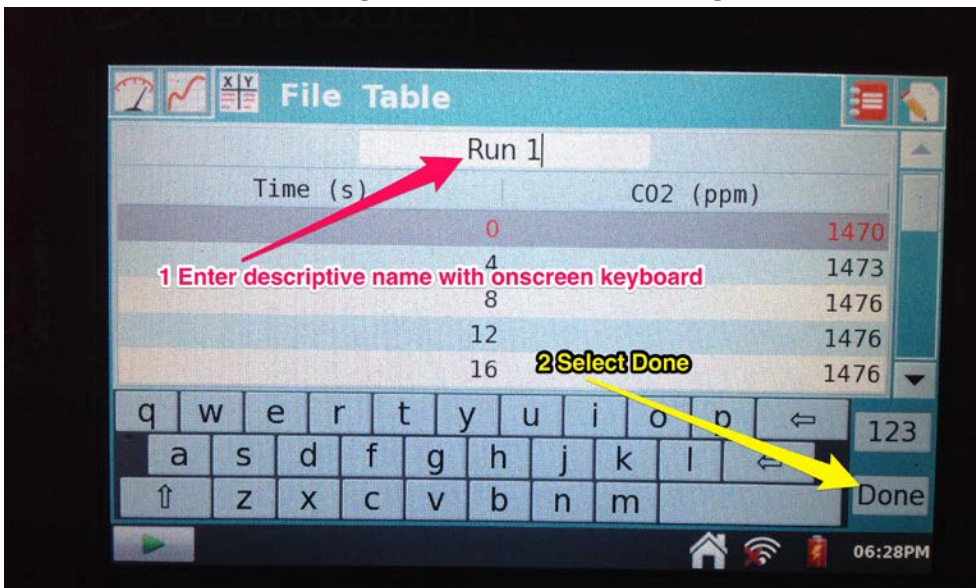 File Table
Run 1
Time (s) CO2 (ppm)
0 1470
4 1473
1 Enter descriptive name with onscreen keyboard
8 1476
12 1476
16 1476
2 Select Done
q w e r t y u i o p
123
a s d f g h j k l
z x c v b n m
Done
06:28PM